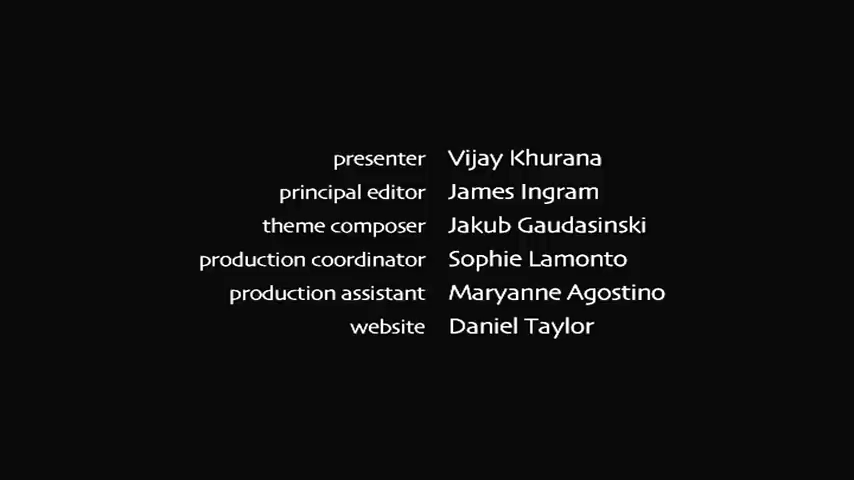 presenter Vijay Khurana
principal editor James Ingram
theme composer Jakub Gaudasinski
production coordinator Sophie Lamonto
production assistant Maryanne Agostino
website Daniel Taylor